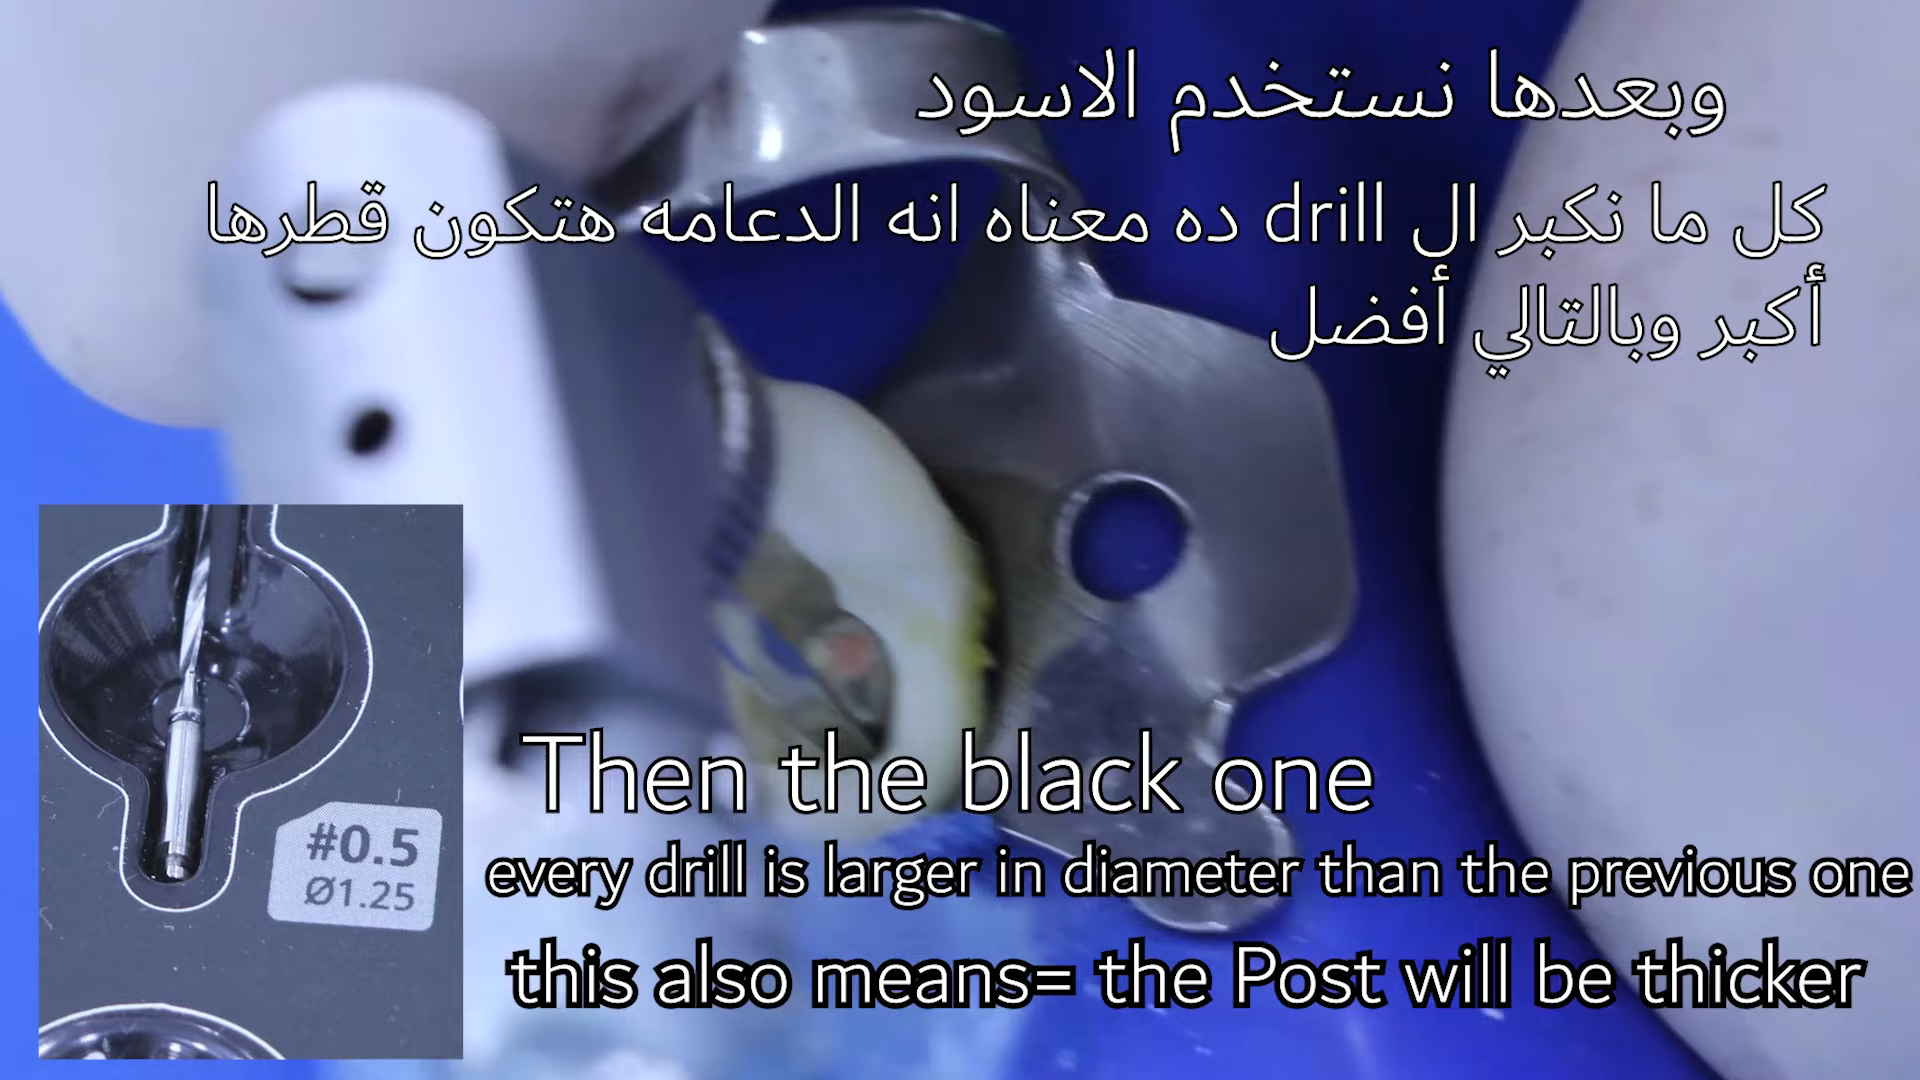 وبعدها نستخدم الاسود
كل ما نكبر ال drill ده معناه انه الدعامه هتكون قطرها
أكبر وبالتالي أفضل
#0.5
Ø1.25
Then the black one
every drill is larger in diameter than the previous one
this also means= the Post will be thicker